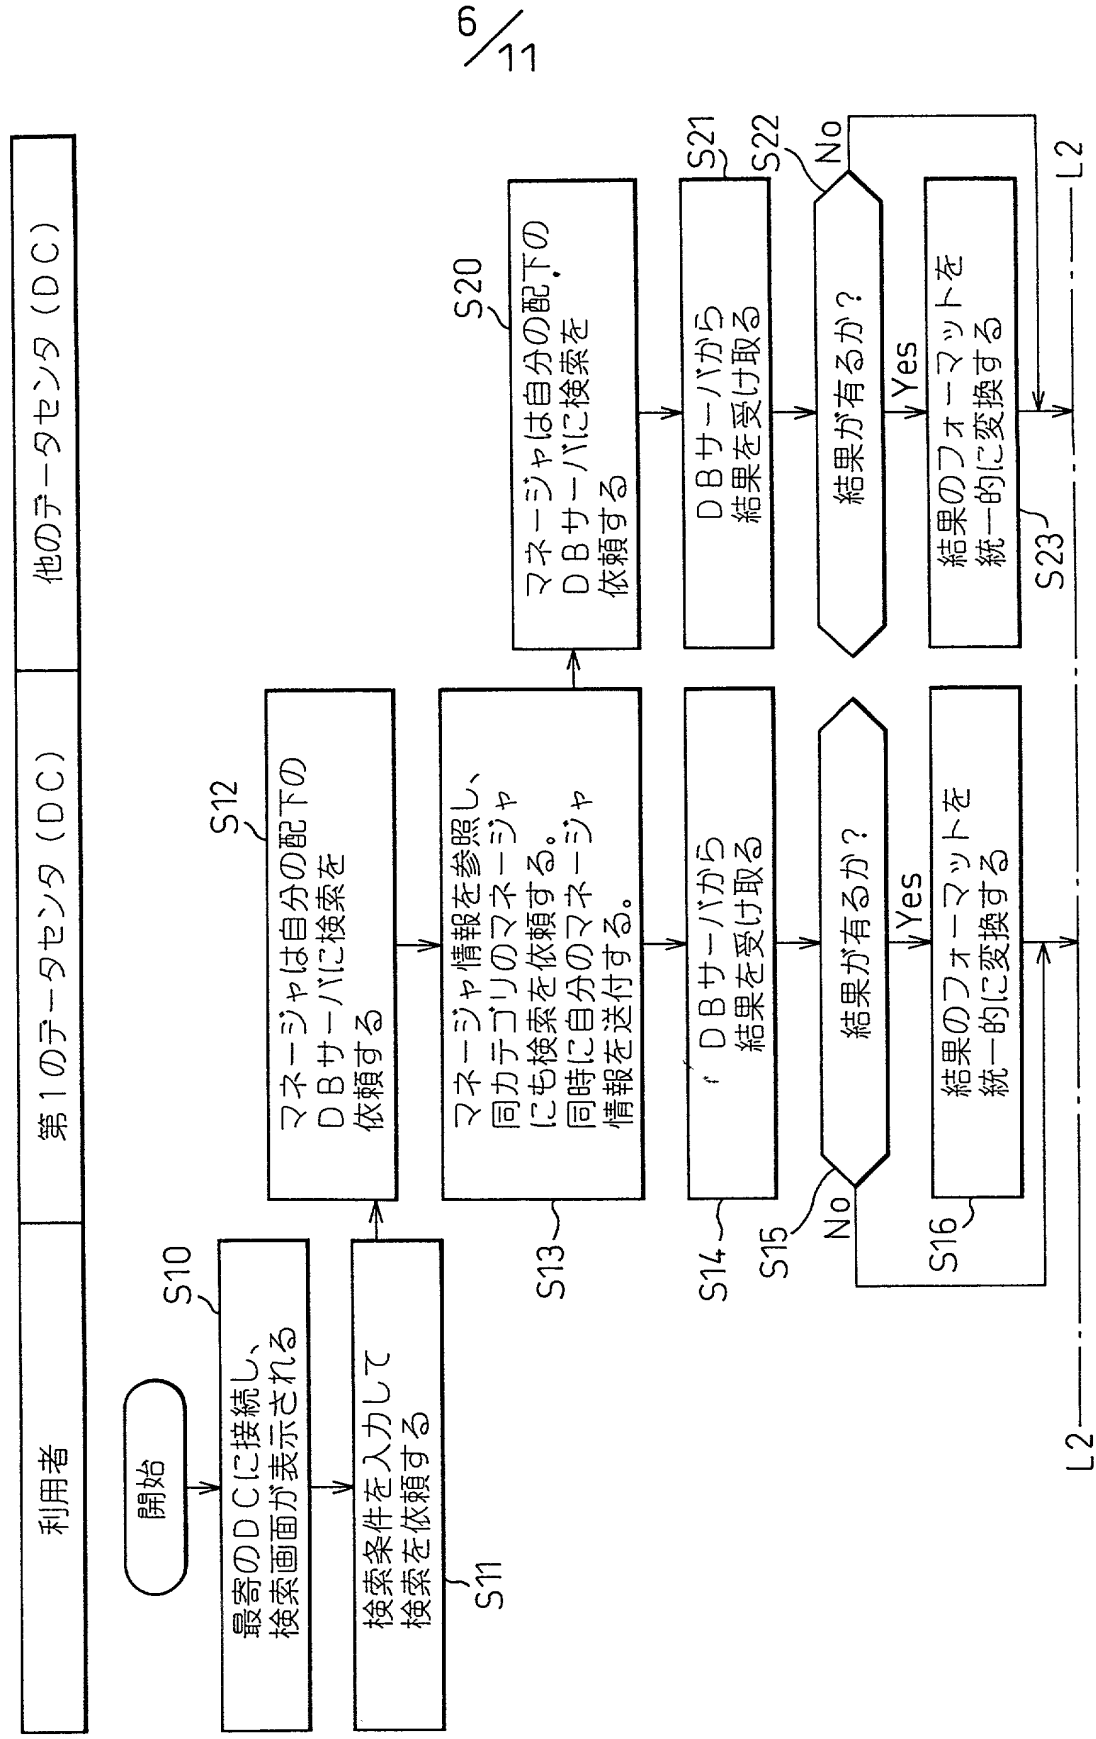 6/11
利用者
第1のデータセンタ(DC)
他のデータセンタ(DC)
開始
S10
最寄のDCに接続し、
検索画面が表示される
S11
検索条件を入力して
検索を依頼する
S12
マネージャは自分の配下の
DBサーバに検索を
依頼する
S13
マネージャ情報を参照し、
同カテゴリのマネージャ
にも検索を依頼する。
同時に自分のマネージャ
情報を送付する。
S20
マネージャは自分の配下の
DBサーバに検索を
依頼する
S14
DBサーバから
結果を受け取る
S21
DBサーバから
結果を受け取る
S15
結果が有るか?
No
Yes
S22
結果が有るか?
No
Yes
S16
結果のフォーマットを
統一的に変換する
S23
結果のフォーマットを
統一的に変換する
L2
L2